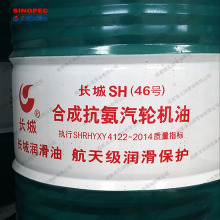 SINOPEC
长城 SH (46号)
合成抗氨汽轮机油
执行SHRHYXY4122-2014质量指标
长城
长城润滑油 航天级润滑保护